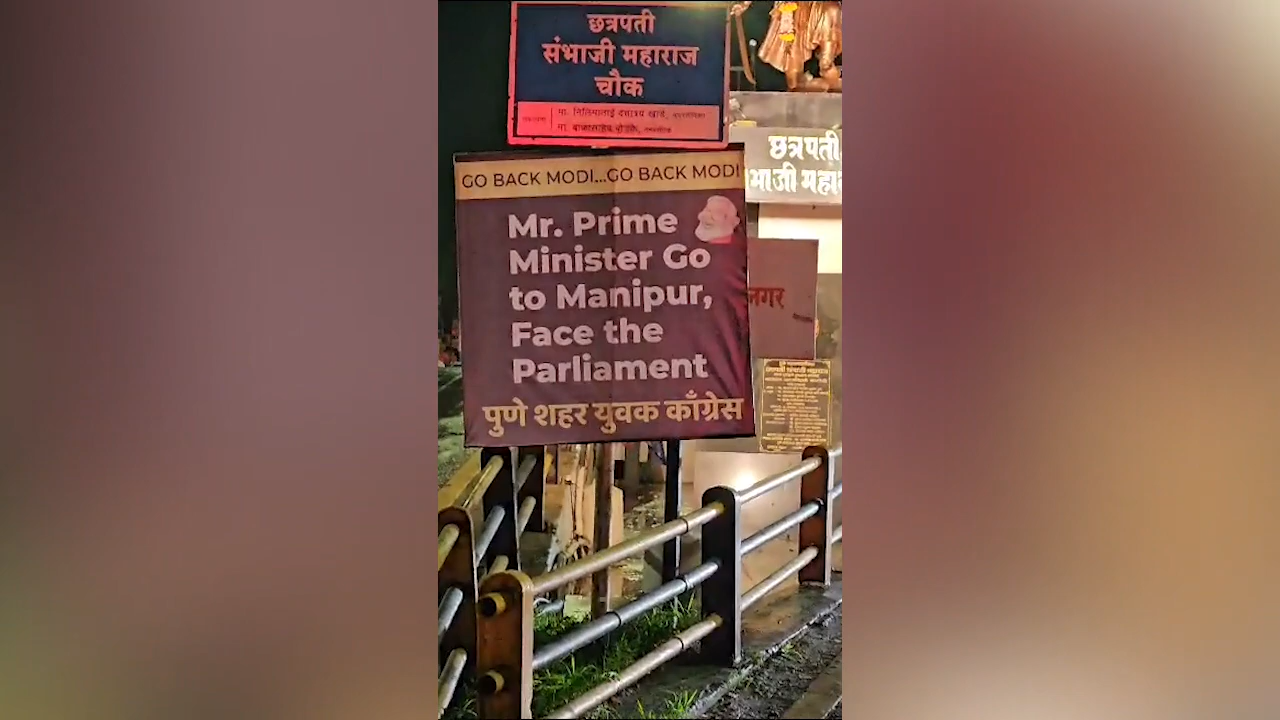 छत्रपती
संभाजी महाराज
चौक
GO BACK MODI...GO BACK MODI
Mr. Prime
Minister Go
to Manipur,
Face the
Parliament
पुणे शहर युवक काँग्रेस
छत्रपती
भाजी महा
नगर